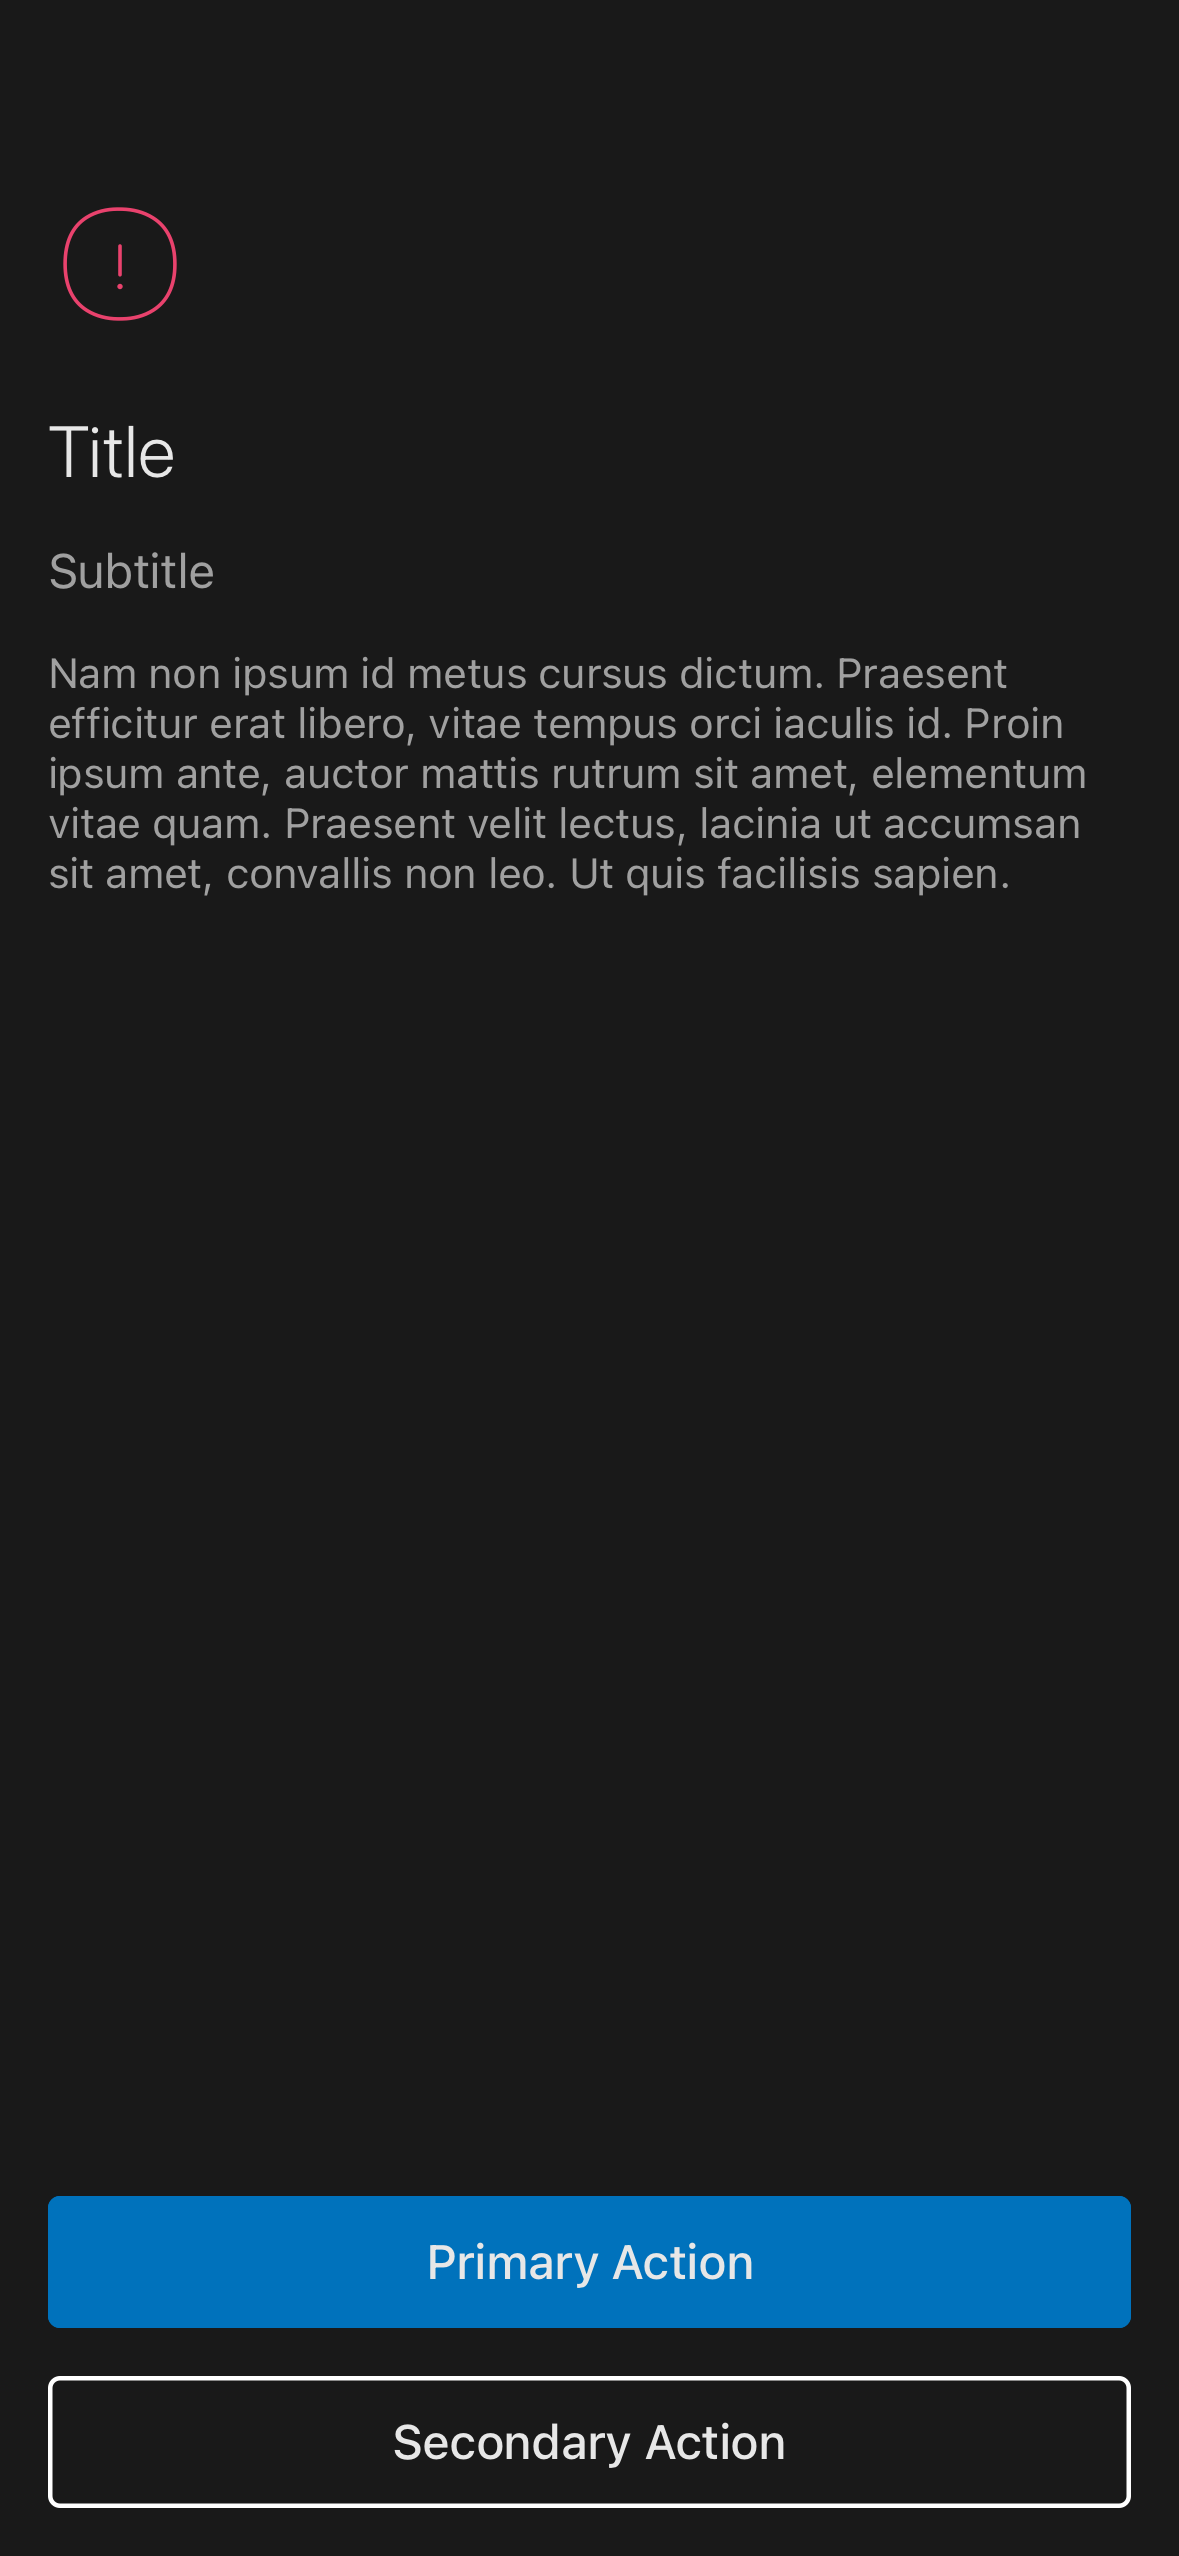 !
Title
Subtitle
Nam non ipsum id metus cursus dictum. Praesent
efficitur erat libero, vitae tempus orci iaculis id. Proin
ipsum ante, auctor mattis rutrum sit amet, elementum
vitae quam. Praesent velit lectus, lacinia ut accumsan
sit amet, convallis non leo. Ut quis facilisis sapien.
Primary Action
Secondary Action